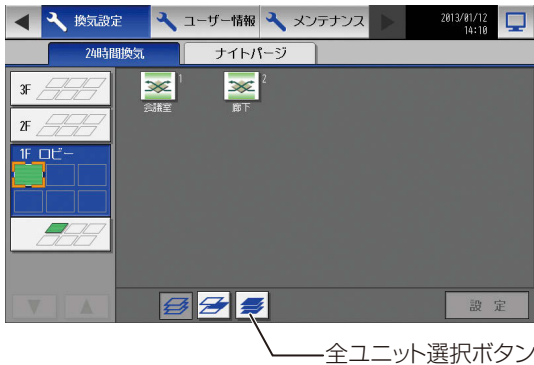 換気設定
ユーザー情報
メンテナンス
2013/01/12
14:10
24時間換気
ナイトパージ
3F
2F
1F ロビー
1
会議室
2
廊下
設 定
全ユニット選択ボタン